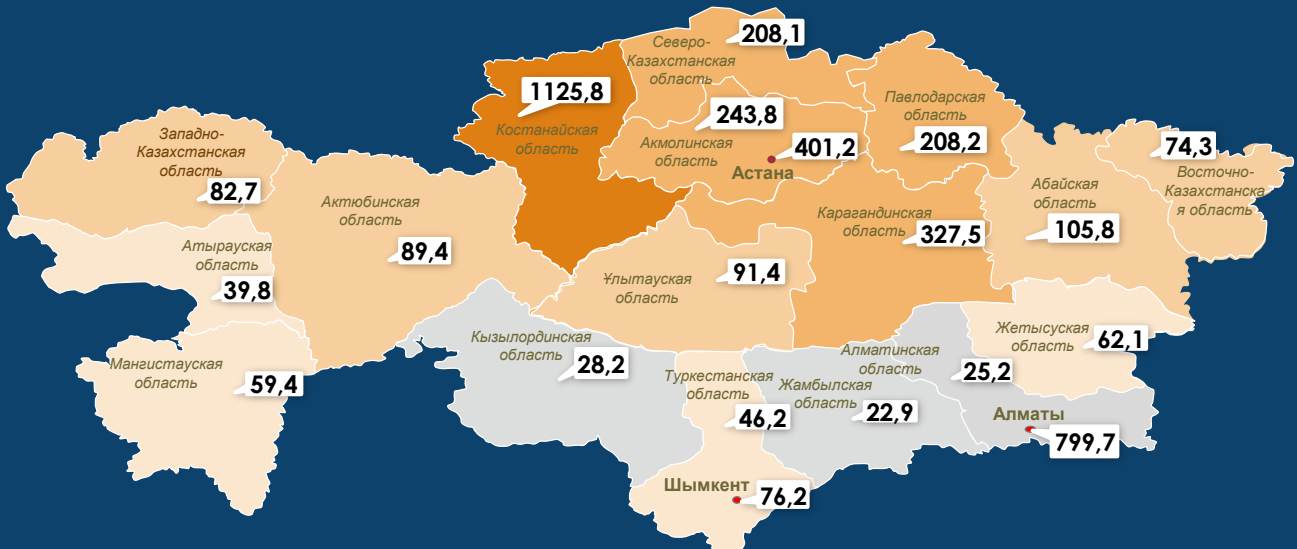 208,1
Северо-
Казахстанская
область
1125,8
Костанайская
область
243,8
Акмолинская
область
401,2
Астана
Павлодарская
область
208,2
74,3
Восточно-
Казахстанска
я область
Абайская
область
105,8
Западно-
Казахстанская
область
82,7
Актюбинская
область
89,4
Карагандинская
область
327,5
Атырауская
область
39,8
Ұлытауская
область
91,4
Мангистауская
область
59,4
Кызылординская
область
28,2
Туркестанская
область
46,2
Жамбылская
область
22,9
Алматинская
область
25,2
Жетысуская
область
62,1
Алматы
799,7
Шымкент
76,2